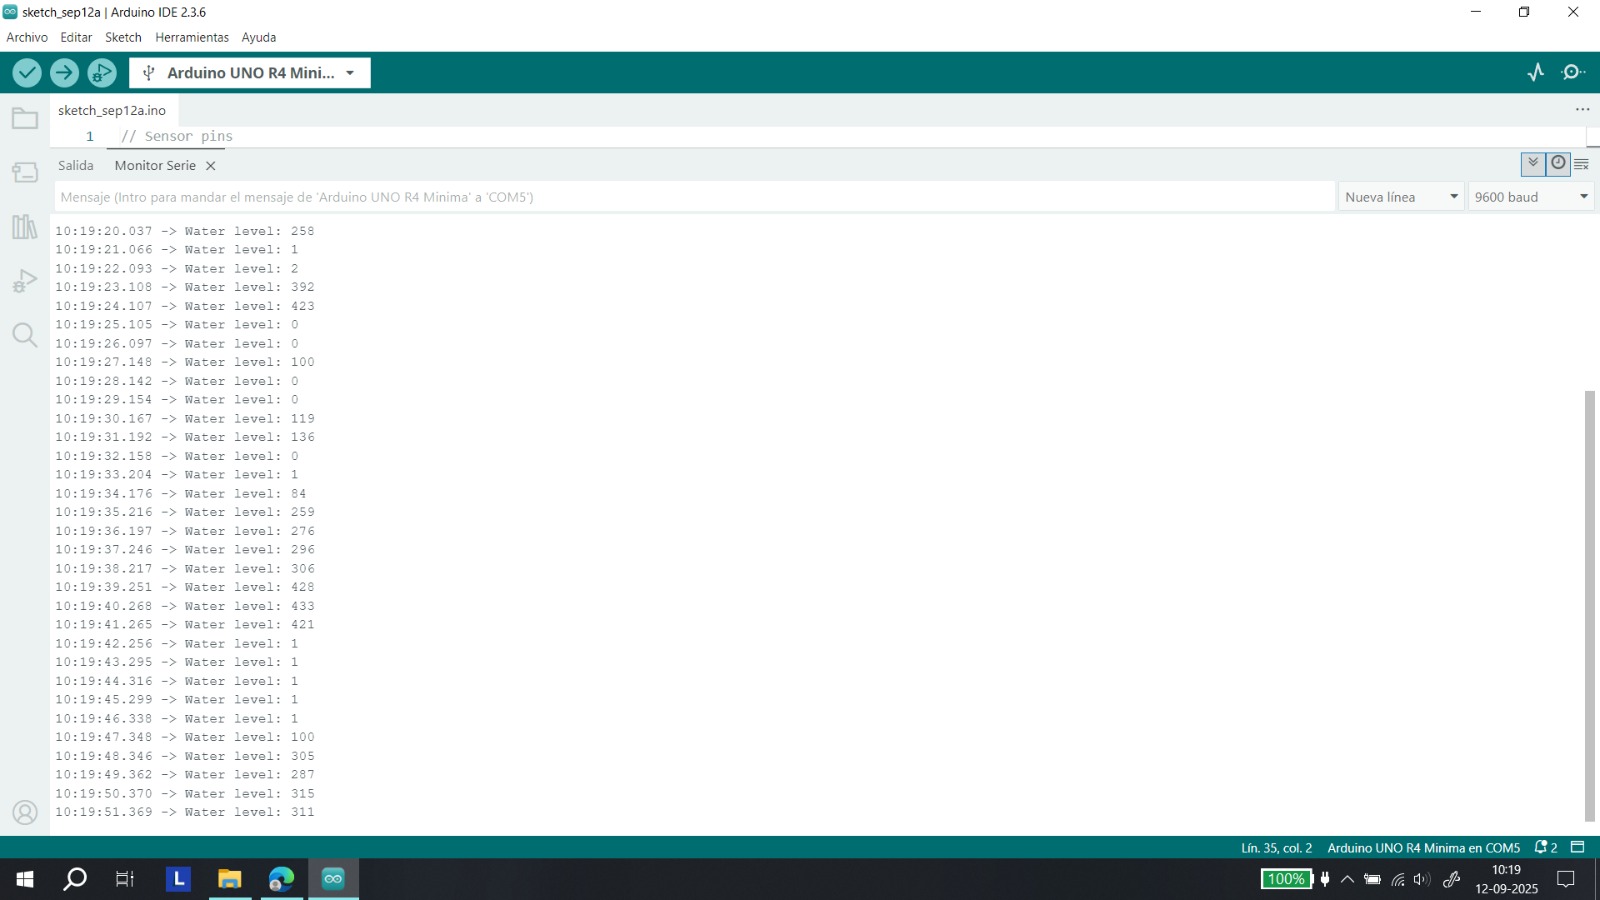 sketch_sep12a | Arduino IDE 2.3.6
Archivo Editar Sketch Herramientas Ayuda
Arduino UNO R4 Mini...
sketch_sep12a.ino
1 // Sensor pins
Salida Monitor Serie
Mensaje (Intro para mandar el mensaje de 'Arduino UNO R4 Minima' a 'COM5') Nueva línea 9600 baud
10:19:20.037 -> Water level: 258
10:19:21.066 -> Water level: 1
10:19:22.093 -> Water level: 2
10:19:23.108 -> Water level: 392
10:19:24.107 -> Water level: 423
10:19:25.105 -> Water level: 0
10:19:26.097 -> Water level: 0
10:19:27.148 -> Water level: 100
10:19:28.142 -> Water level: 0
10:19:29.154 -> Water level: 0
10:19:30.167 -> Water level: 119
10:19:31.192 -> Water level: 136
10:19:32.158 -> Water level: 0
10:19:33.204 -> Water level: 1
10:19:34.176 -> Water level: 84
10:19:35.216 -> Water level: 259
10:19:36.197 -> Water level: 276
10:19:37.246 -> Water level: 296
10:19:38.217 -> Water level: 306
10:19:39.251 -> Water level: 428
10:19:40.268 -> Water level: 433
10:19:41.265 -> Water level: 421
10:19:42.256 -> Water level: 1
10:19:43.295 -> Water level: 1
10:19:44.316 -> Water level: 1
10:19:45.299 -> Water level: 1
10:19:46.338 -> Water level: 1
10:19:47.348 -> Water level: 100
10:19:48.346 -> Water level: 305
10:19:49.362 -> Water level: 287
10:19:50.370 -> Water level: 315
10:19:51.369 -> Water level: 311
Lín. 35, col. 2 Arduino UNO R4 Minima en COM5 2
L
100%
10:19
12-09-2025